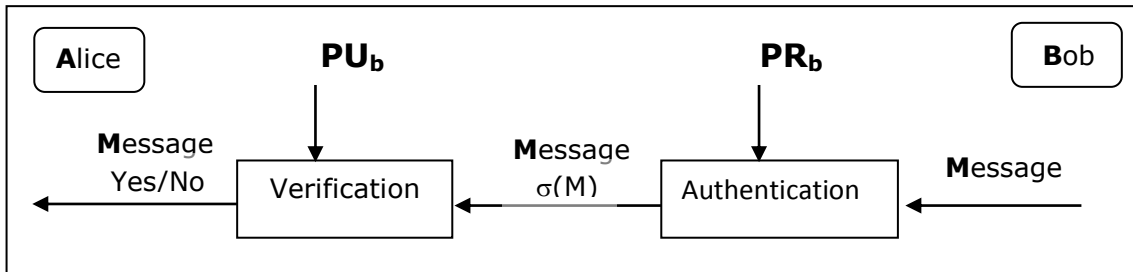 Alice
PUb
PRb
Bob
Message
Yes/No
Verification
Message
σ(M)
Authentication
Message